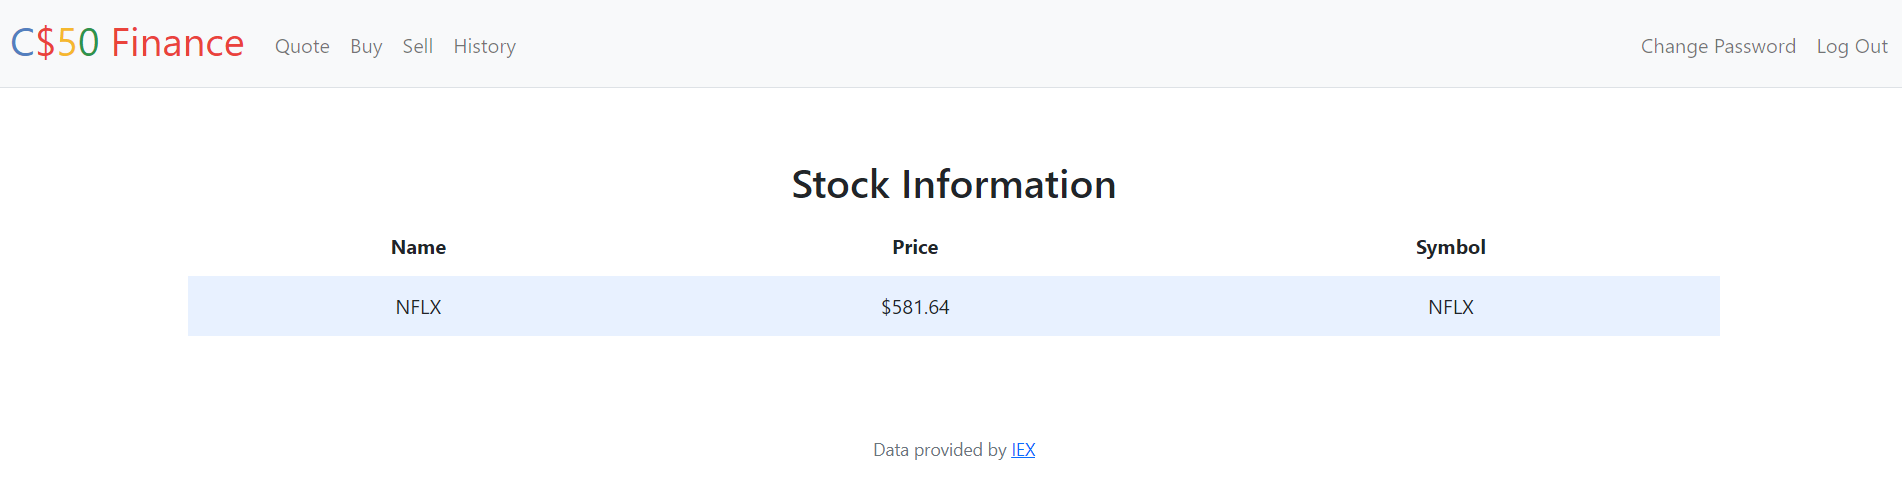 C$50 Finance Quote Buy Sell History Change Password Log Out
Stock Information
Name Price Symbol
NFLX $581.64 NFLX
Data provided by IEX